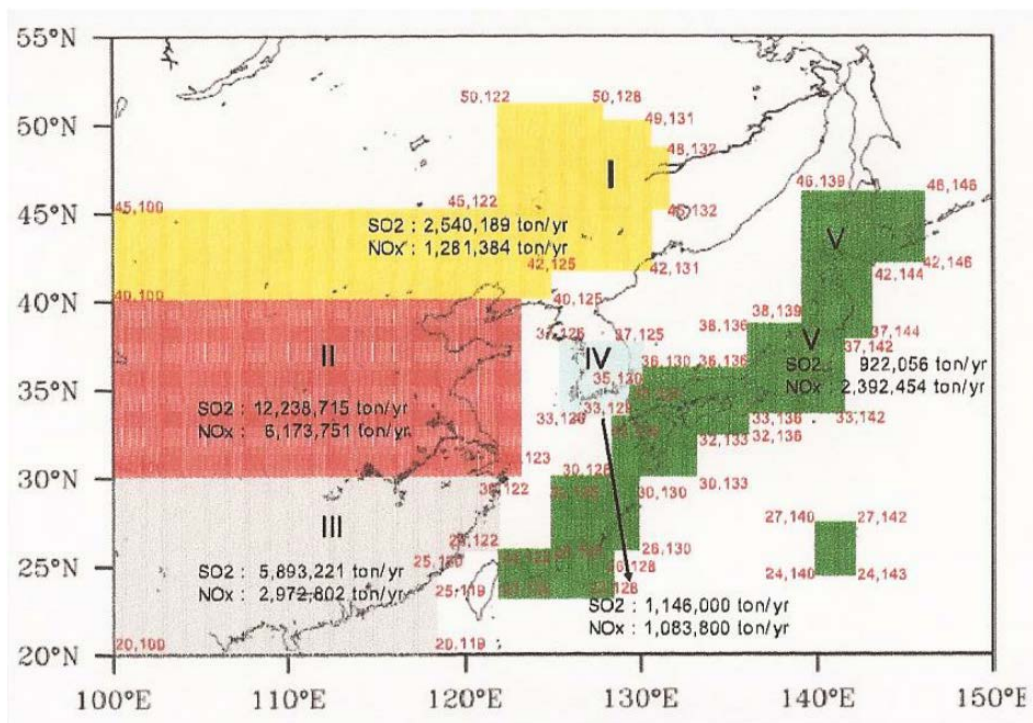 55°N
50,122 50,128
50°N
49,131
48,132
I
46,139 46,146
45,100 45,122 45,132
45°N
SO2 : 2,540,189 ton/yr V
NOx : 1,281,384 ton/yr
42,125 42,131 42,146
42,144
40,100 40,125
40°N
38,136 38,139
37,126 37,125 37,144
37,142
II IV 36,130 36,136 V
SO2 922,056 ton/yr
35°N 35,130 NOx : 2,392,454 ton/yr
SO2 : 12,238,715 ton/yr
NOx : 6,173,751 ton/yr 33,129 33,136 33,142
32,133 32,136
30°N 30,130 30,133
III
27,140 27,142
26,130
25°N
SO2 : 5,893,221 ton/yr 25,119 24,140 24,143
NOx : 2,972,802 ton/yr
SO2 : 1,146,000 ton/yr
NOx : 1,083,800 ton/yr
20,100 20,119
20°N
100°E 110°E 120°E 130°E 140°E 150°E